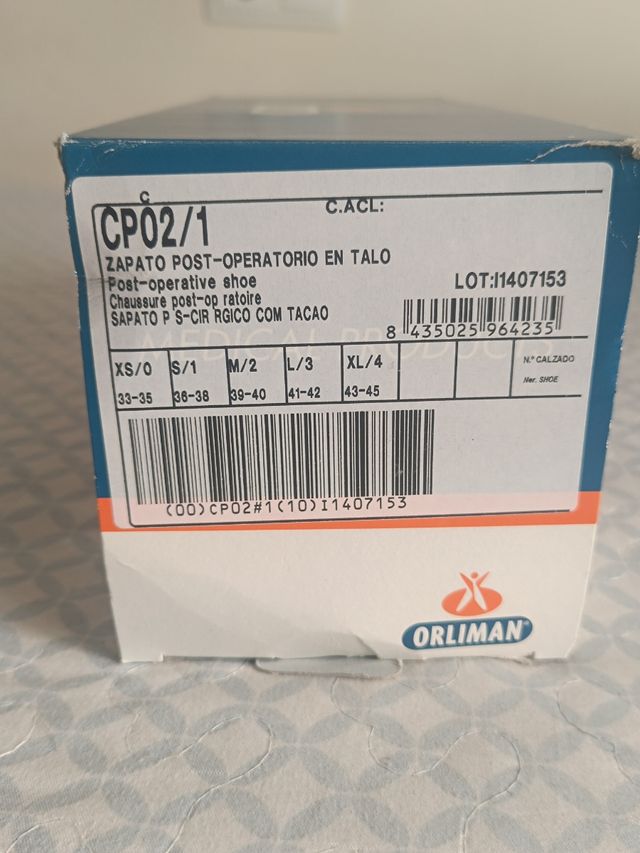 C
C.ACL:
CP02/1
ZAPATO POST-OPERATORIO EN TALO
Post-operative shoe
Chaussure post-op ratoire
SAPATO P S-CIR RGICO COM TACAO
LOT:I1407153
8 435025 964235
MEDICAL PRODUCTS
XS/0 S/1 M/2 L/3 XL/4
33-35 36-38 39-40 41-42 43-45
N.º CALZADO
Ner. SHOE
(00)CP02#1(10)I1407153
ORLIMAN®